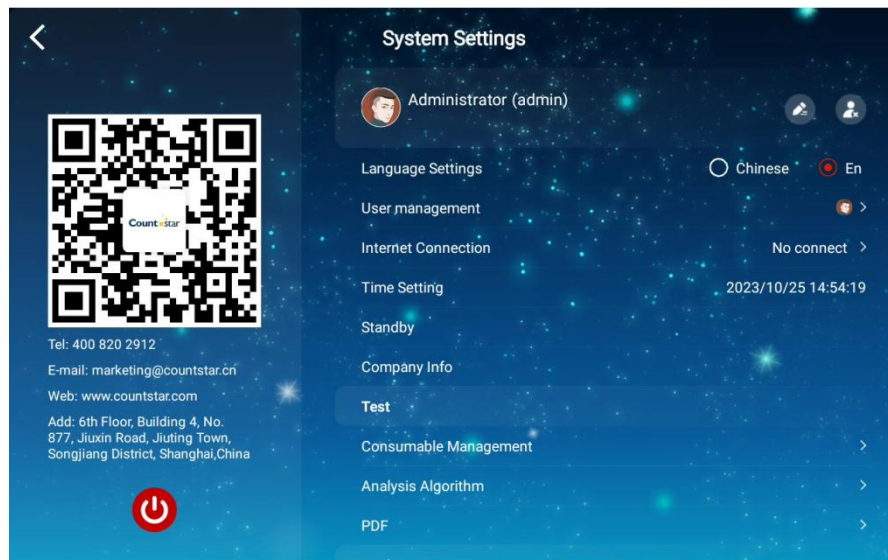 System Settings
Administrator (admin)
-
Language Settings
Chinese
En
User management
Internet Connection
No connect
Time Setting
2023/10/25 14:54:19
Standby
Company Info
Test
Consumable Management
Analysis Algorithm
PDF
Count star
Tel: 400 820 2912
E-mail: marketing@countstar.cn
Web: www.countstar.com
Add: 6th Floor, Building 4, No.
877, Jiuxin Road, Jiuting Town,
Songjiang District, Shanghai,China